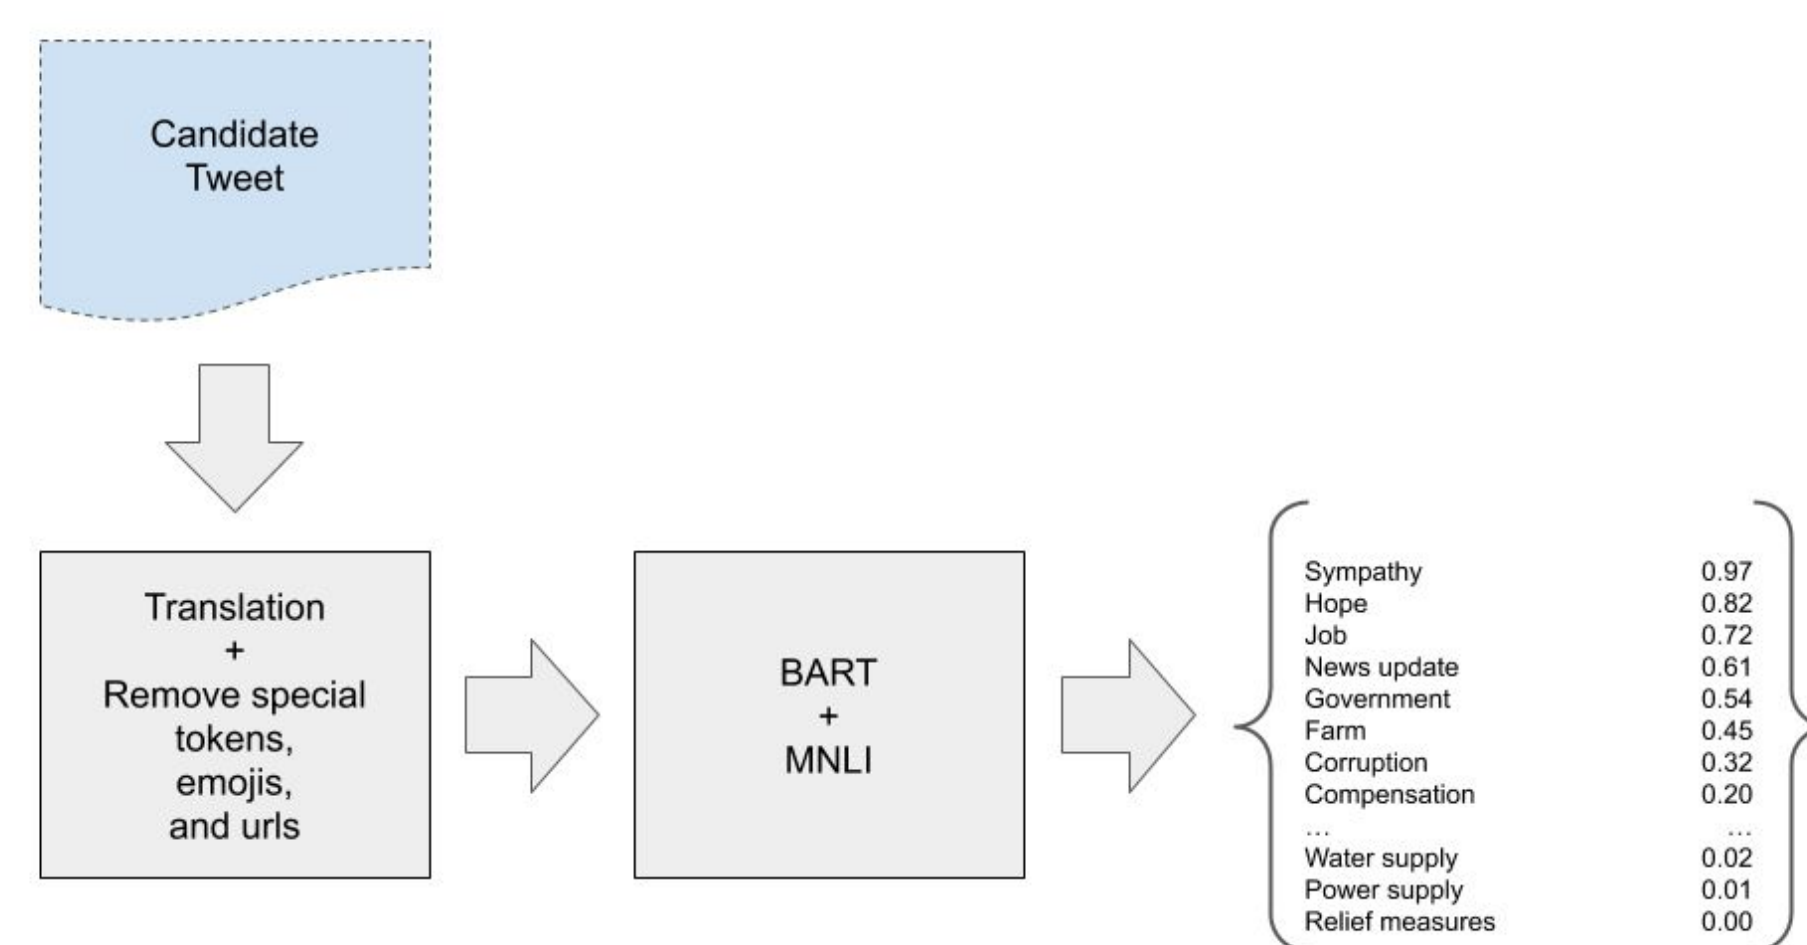 Candidate
Tweet
Translation
+
Remove special
tokens,
emojis,
and urls
BART
+
MNLI
Sympathy 0.97
Hope 0.82
Job 0.72
News update 0.61
Government 0.54
Farm 0.45
Corruption 0.32
Compensation 0.20
... ...
Water supply 0.02
Power supply 0.01
Relief measures 0.00